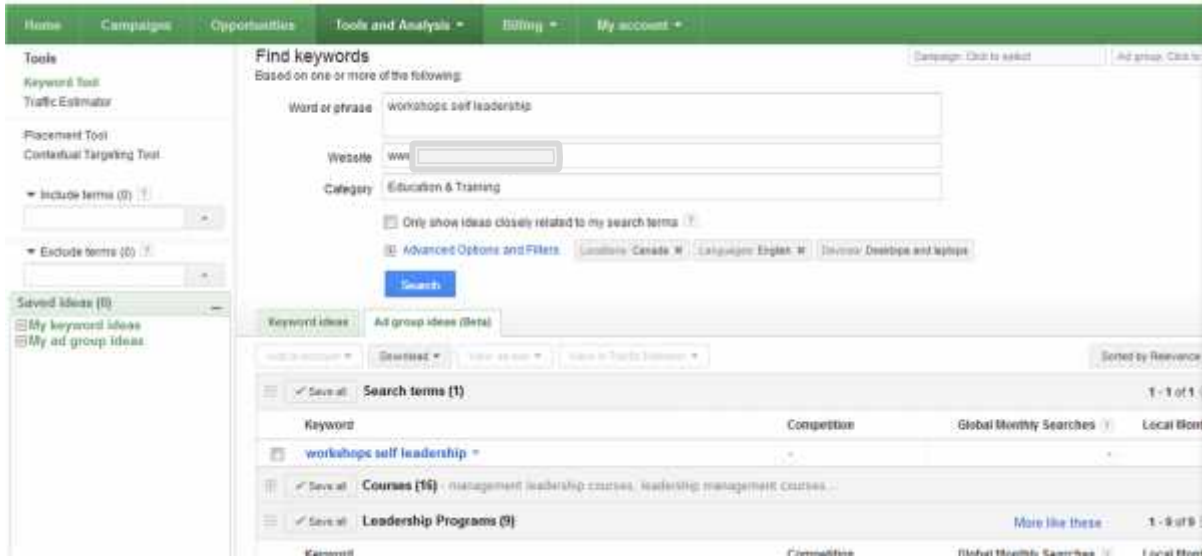 Home Campaigns Opportunities Tools and Analysis Billing My account
Tools
Keyword Tool
Traffic Estimator
Placement Tool
Contextual Targeting Tool
Include terms (0) ?
Exclude terms (0) ?
Saved ideas (0)
My keyword ideas
My ad group ideas
Find keywords
Based on one or more of the following:
Campaign: Click to select Ad group: Click to
Word or phrase workshops self leadership
Website www
Category Education & Training
Only show ideas closely related to my search terms ?
Advanced Options and Filters Locations: Canada × Languages: English × Devices: Desktops and laptops
Search
Keyword ideas Ad group ideas (Beta)
Download
Sorted by Relevance
Save all Search terms (1) 1 - 1 of 1
Keyword Competition Global Monthly Searches ? Local Mon
workshops self leadership - -
Save all Courses (16) - management leadership courses, leadership management courses...
Save all Leadership Programs (9) More like these 1 - 9 of 9
Keyword Competition Global Monthly Searches Local Mon